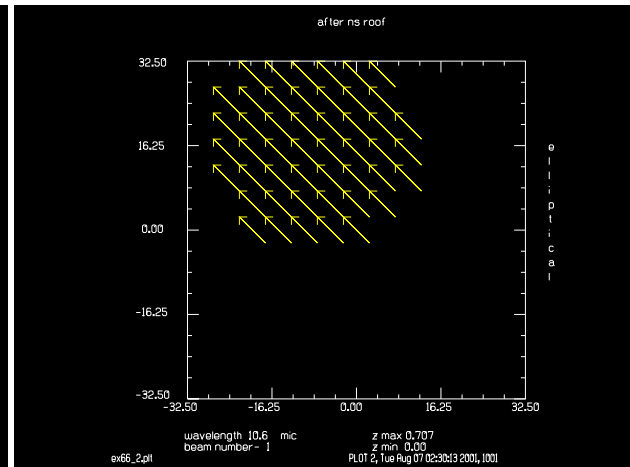 after ns roof
32.50
16.25
0.00
-16.25
-32.50
-32.50 -16.25 0.00 16.25 32.50
elliptical
wavelength 10.6 mic z max 0.707
beam number- 1 z min 0.00
ex66_2.plt PLOT 2, Tue Aug 07 02:30:13 2001, 1001